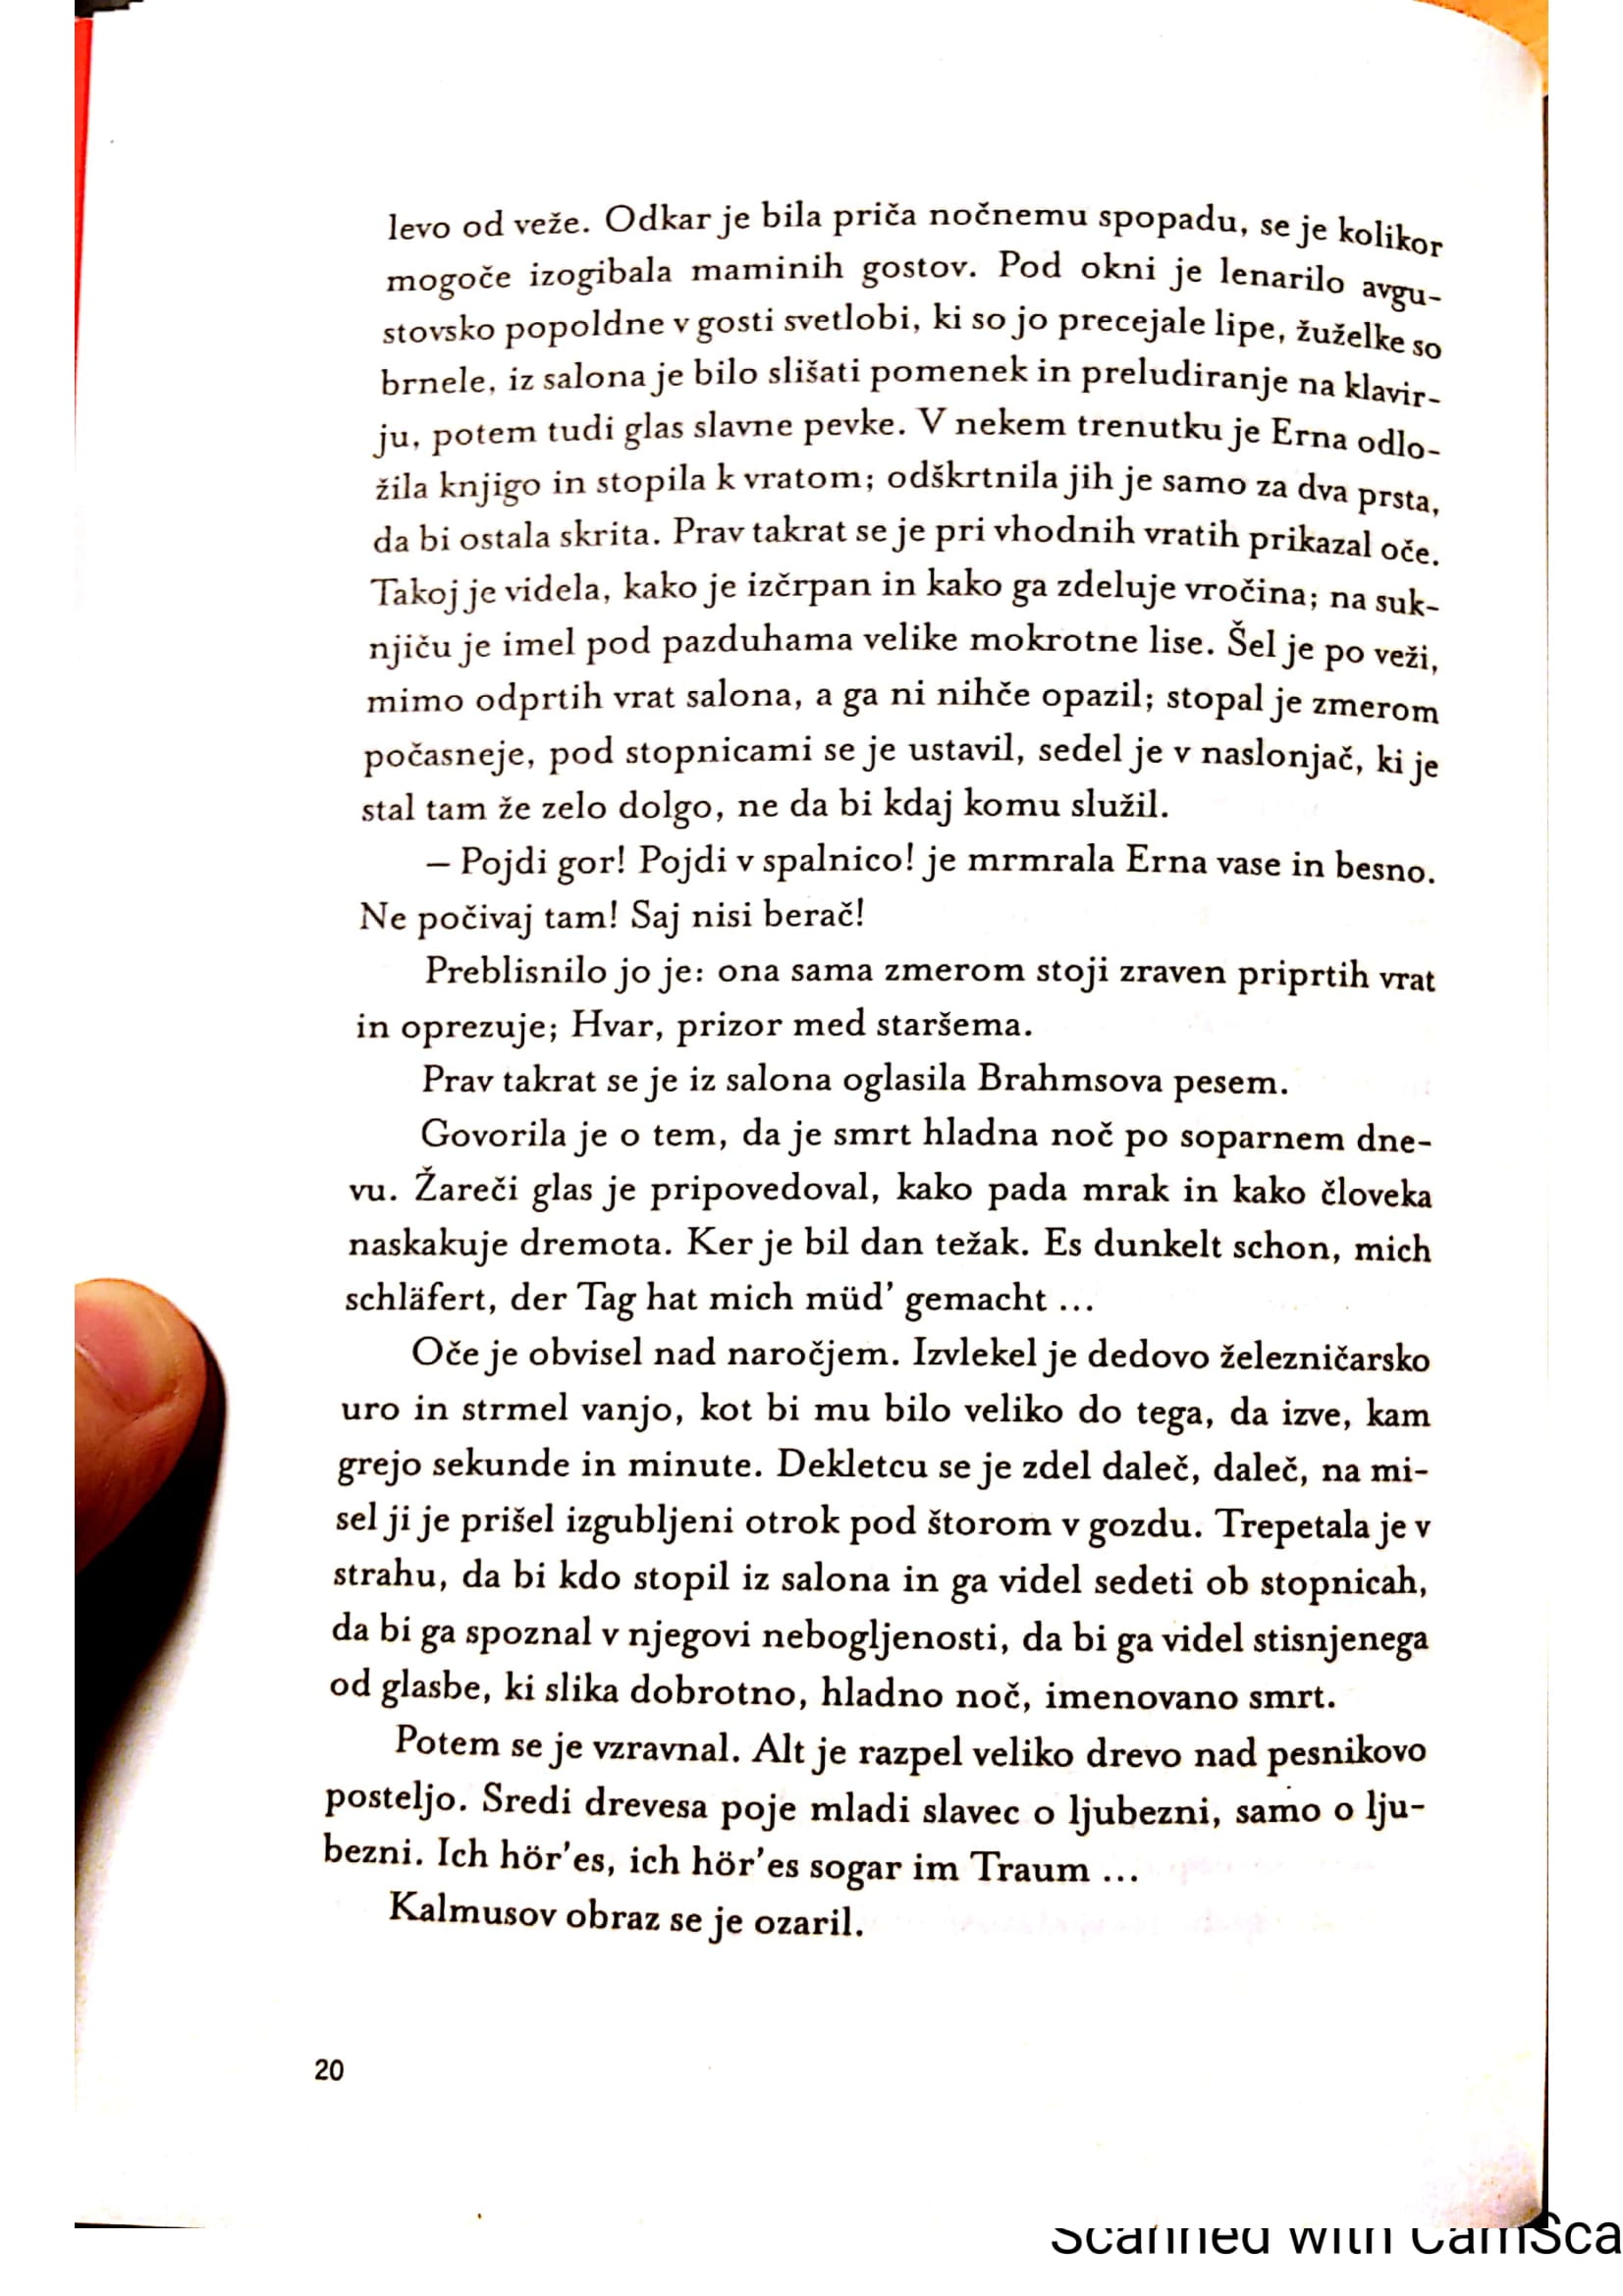 levo od veže. Odkar je bila priča nočnemu spopadu, se je kolikor
mogoče izogibala maminih gostov. Pod okni je lenarilo avgu-
stovsko popoldne v gosti svetlobi, ki so jo precejale lipe, žuželke so
brnele, iz salona je bilo slišati pomenek in preludiranje na klavir-
ju, potem tudi glas slavne pevke. V nekem trenutku je Erna odlo-
žila knjigo in stopila k vratom; odškrtnila jih je samo za dva prsta,
da bi ostala skrita. Prav takrat se je pri vhodnih vratih prikazal oče.
Takoj je videla, kako je izčrpan in kako ga zdeluje vročina; na suk-
njiču je imel pod pazduhama velike mokrotne lise. Šel je po veži,
mimo odprtih vrat salona, a ga ni nihče opazil; stopal je zmerom
počasneje, pod stopnicami se je ustavil, sedel je v naslonjač, ki je
stal tam že zelo dolgo, ne da bi kdaj komu služil.
– Pojdi gor! Pojdi v spalnico! je mrmrala Erna vase in besno.
Ne počivaj tam! Saj nisi berač!
Preblisnilo jo je: ona sama zmerom stoji zraven priprtih vrat
in oprezuje; Hvar, prizor med staršema.
Prav takrat se je iz salona oglasila Brahmsova pesem.
Govorila je o tem, da je smrt hladna noč po soparnem dne-
vu. Žareči glas je pripovedoval, kako pada mrak in kako človeka
naskakuje dremota. Ker je bil dan težak. Es dunkelt schon, mich
schläfert, der Tag hat mich müd’ gemacht ...
Oče je obvisel nad naročjem. Izvlekel je dedovo železničarsko
uro in strmel vanjo, kot bi mu bilo veliko do tega, da izve, kam
grejo sekunde in minute. Dekletcu se je zdel daleč, daleč, na mi-
sel ji je prišel izgubljeni otrok pod štorom v gozdu. Trepetala je v
strahu, da bi kdo stopil iz salona in ga videl sedeti ob stopnicah,
da bi ga spoznal v njegovi nebogljenosti, da bi ga videl stisnjenega
od glasbe, ki slika dobrotno, hladno noč, imenovano smrt.
Potem se je vzravnal. Alt je razpel veliko drevo nad pesnikovo
posteljo. Sredi drevesa poje mladi slavec o ljubezni, samo o lju-
bezni. Ich hör’es, ich hör’es sogar im Traum ...
Kalmusov obraz se je ozaril.
20
Scanned with CamSca